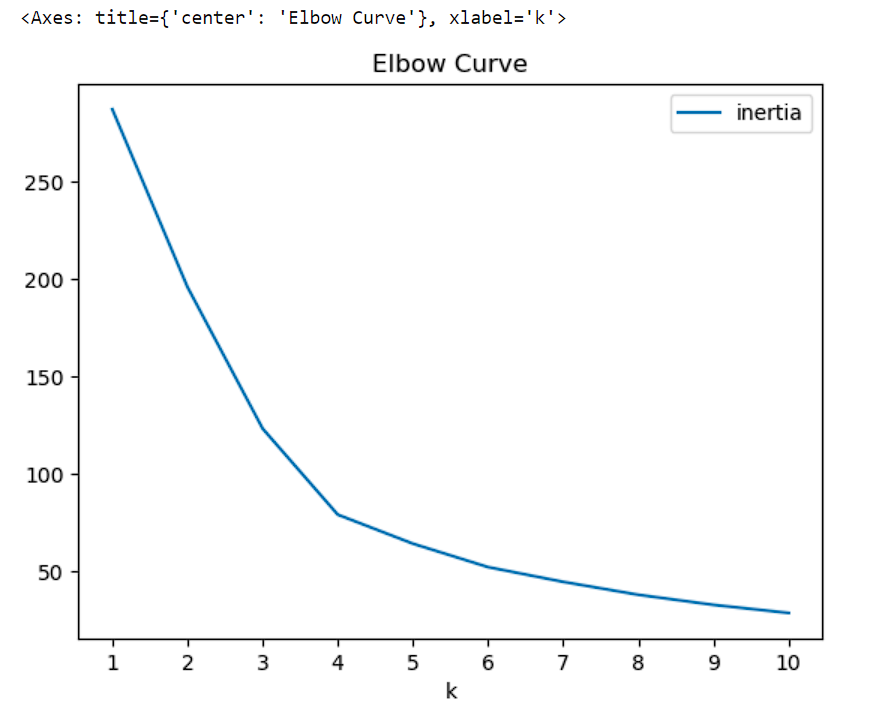 <Axes: title={'center': 'Elbow Curve'}, xlabel='k'>
Elbow Curve
inertia
250
200
150
100
50
1 2 3 4 5 6 7 8 9 10
k